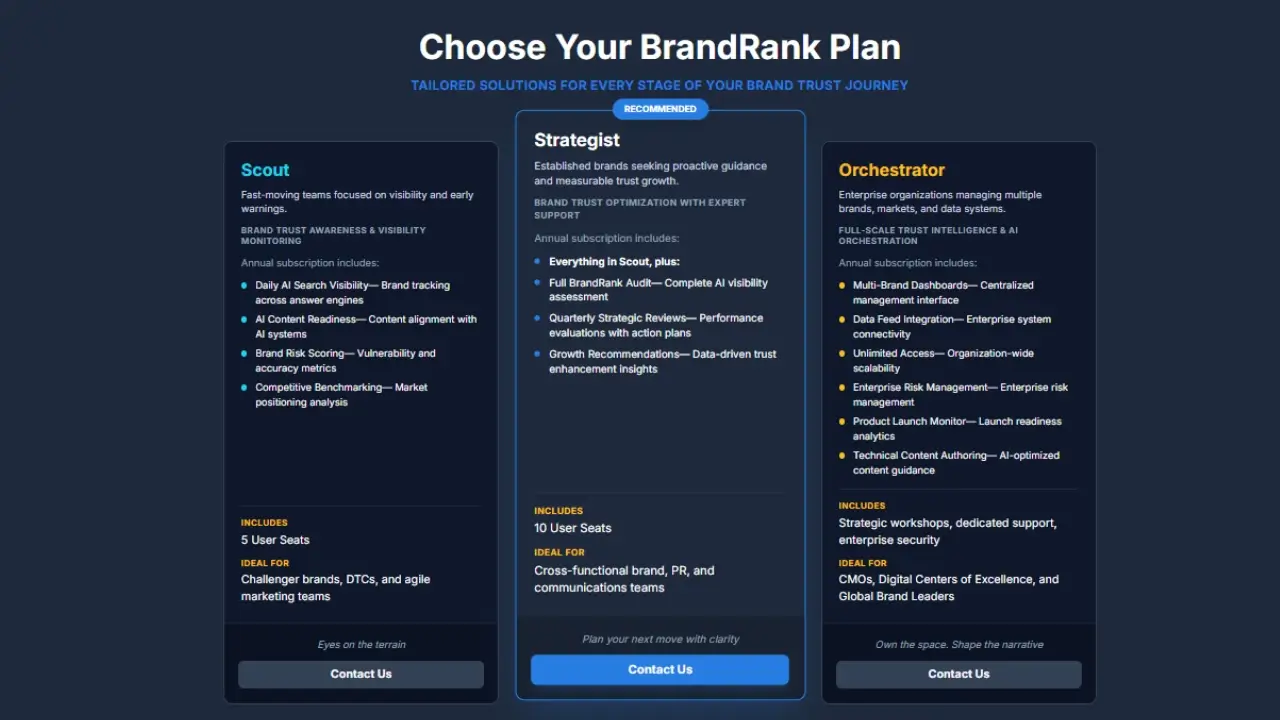 Choose Your BrandRank Plan
TAILORED SOLUTIONS FOR EVERY STAGE OF YOUR BRAND TRUST JOURNEY
Scout
Fast-moving teams focused on visibility and early
warnings.
BRAND TRUST AWARENESS & VISIBILITY
MONITORING
Annual subscription includes:
Daily AI Search Visibility— Brand tracking
across answer engines
AI Content Readiness— Content alignment with
AI systems
Brand Risk Scoring— Vulnerability and
accuracy metrics
Competitive Benchmarking— Market
positioning analysis
INCLUDES
5 User Seats
IDEAL FOR
Challenger brands, DTCs, and agile
marketing teams
Eyes on the terrain
Contact Us
RECOMMENDED
Strategist
Established brands seeking proactive guidance
and measurable trust growth.
BRAND TRUST OPTIMIZATION WITH EXPERT
SUPPORT
Annual subscription includes:
Everything in Scout, plus:
Full BrandRank Audit— Complete AI visibility
assessment
Quarterly Strategic Reviews— Performance
evaluations with action plans
Growth Recommendations— Data-driven trust
enhancement insights
INCLUDES
10 User Seats
IDEAL FOR
Cross-functional brand, PR, and
communications teams
Plan your next move with clarity
Contact Us
Orchestrator
Enterprise organizations managing multiple
brands, markets, and data systems.
FULL-SCALE TRUST INTELLIGENCE & AI
ORCHESTRATION
Annual subscription includes:
Multi-Brand Dashboards— Centralized
management interface
Data Feed Integration— Enterprise system
connectivity
Unlimited Access— Organization-wide
scalability
Enterprise Risk Management— Enterprise risk
management
Product Launch Monitor— Launch readiness
analytics
Technical Content Authoring— AI-optimized
content guidance
INCLUDES
Strategic workshops, dedicated support,
enterprise security
IDEAL FOR
CMOs, Digital Centers of Excellence, and
Global Brand Leaders
Own the space. Shape the narrative
Contact Us